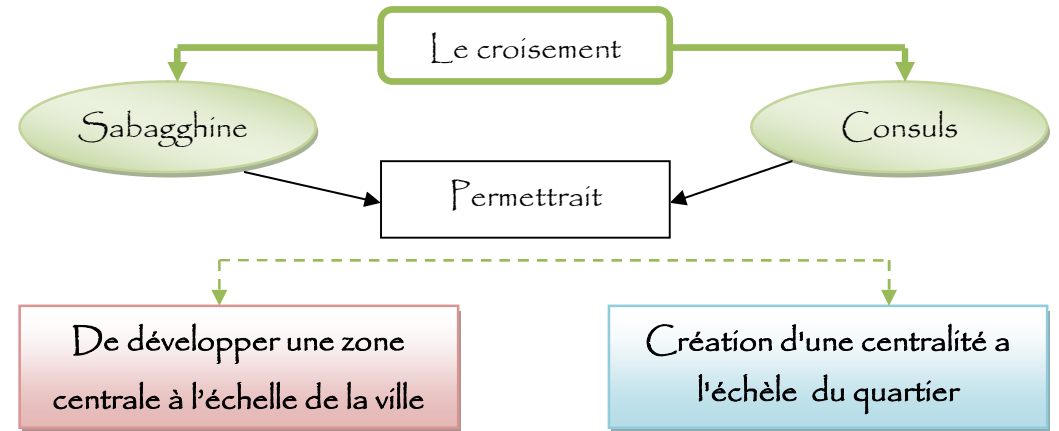 Le croisement
Sabagghine
Consuls
Permettrait
De développer une zone
centrale à l'échelle de la ville
Création d'une centralité a
l'échèle du quartier